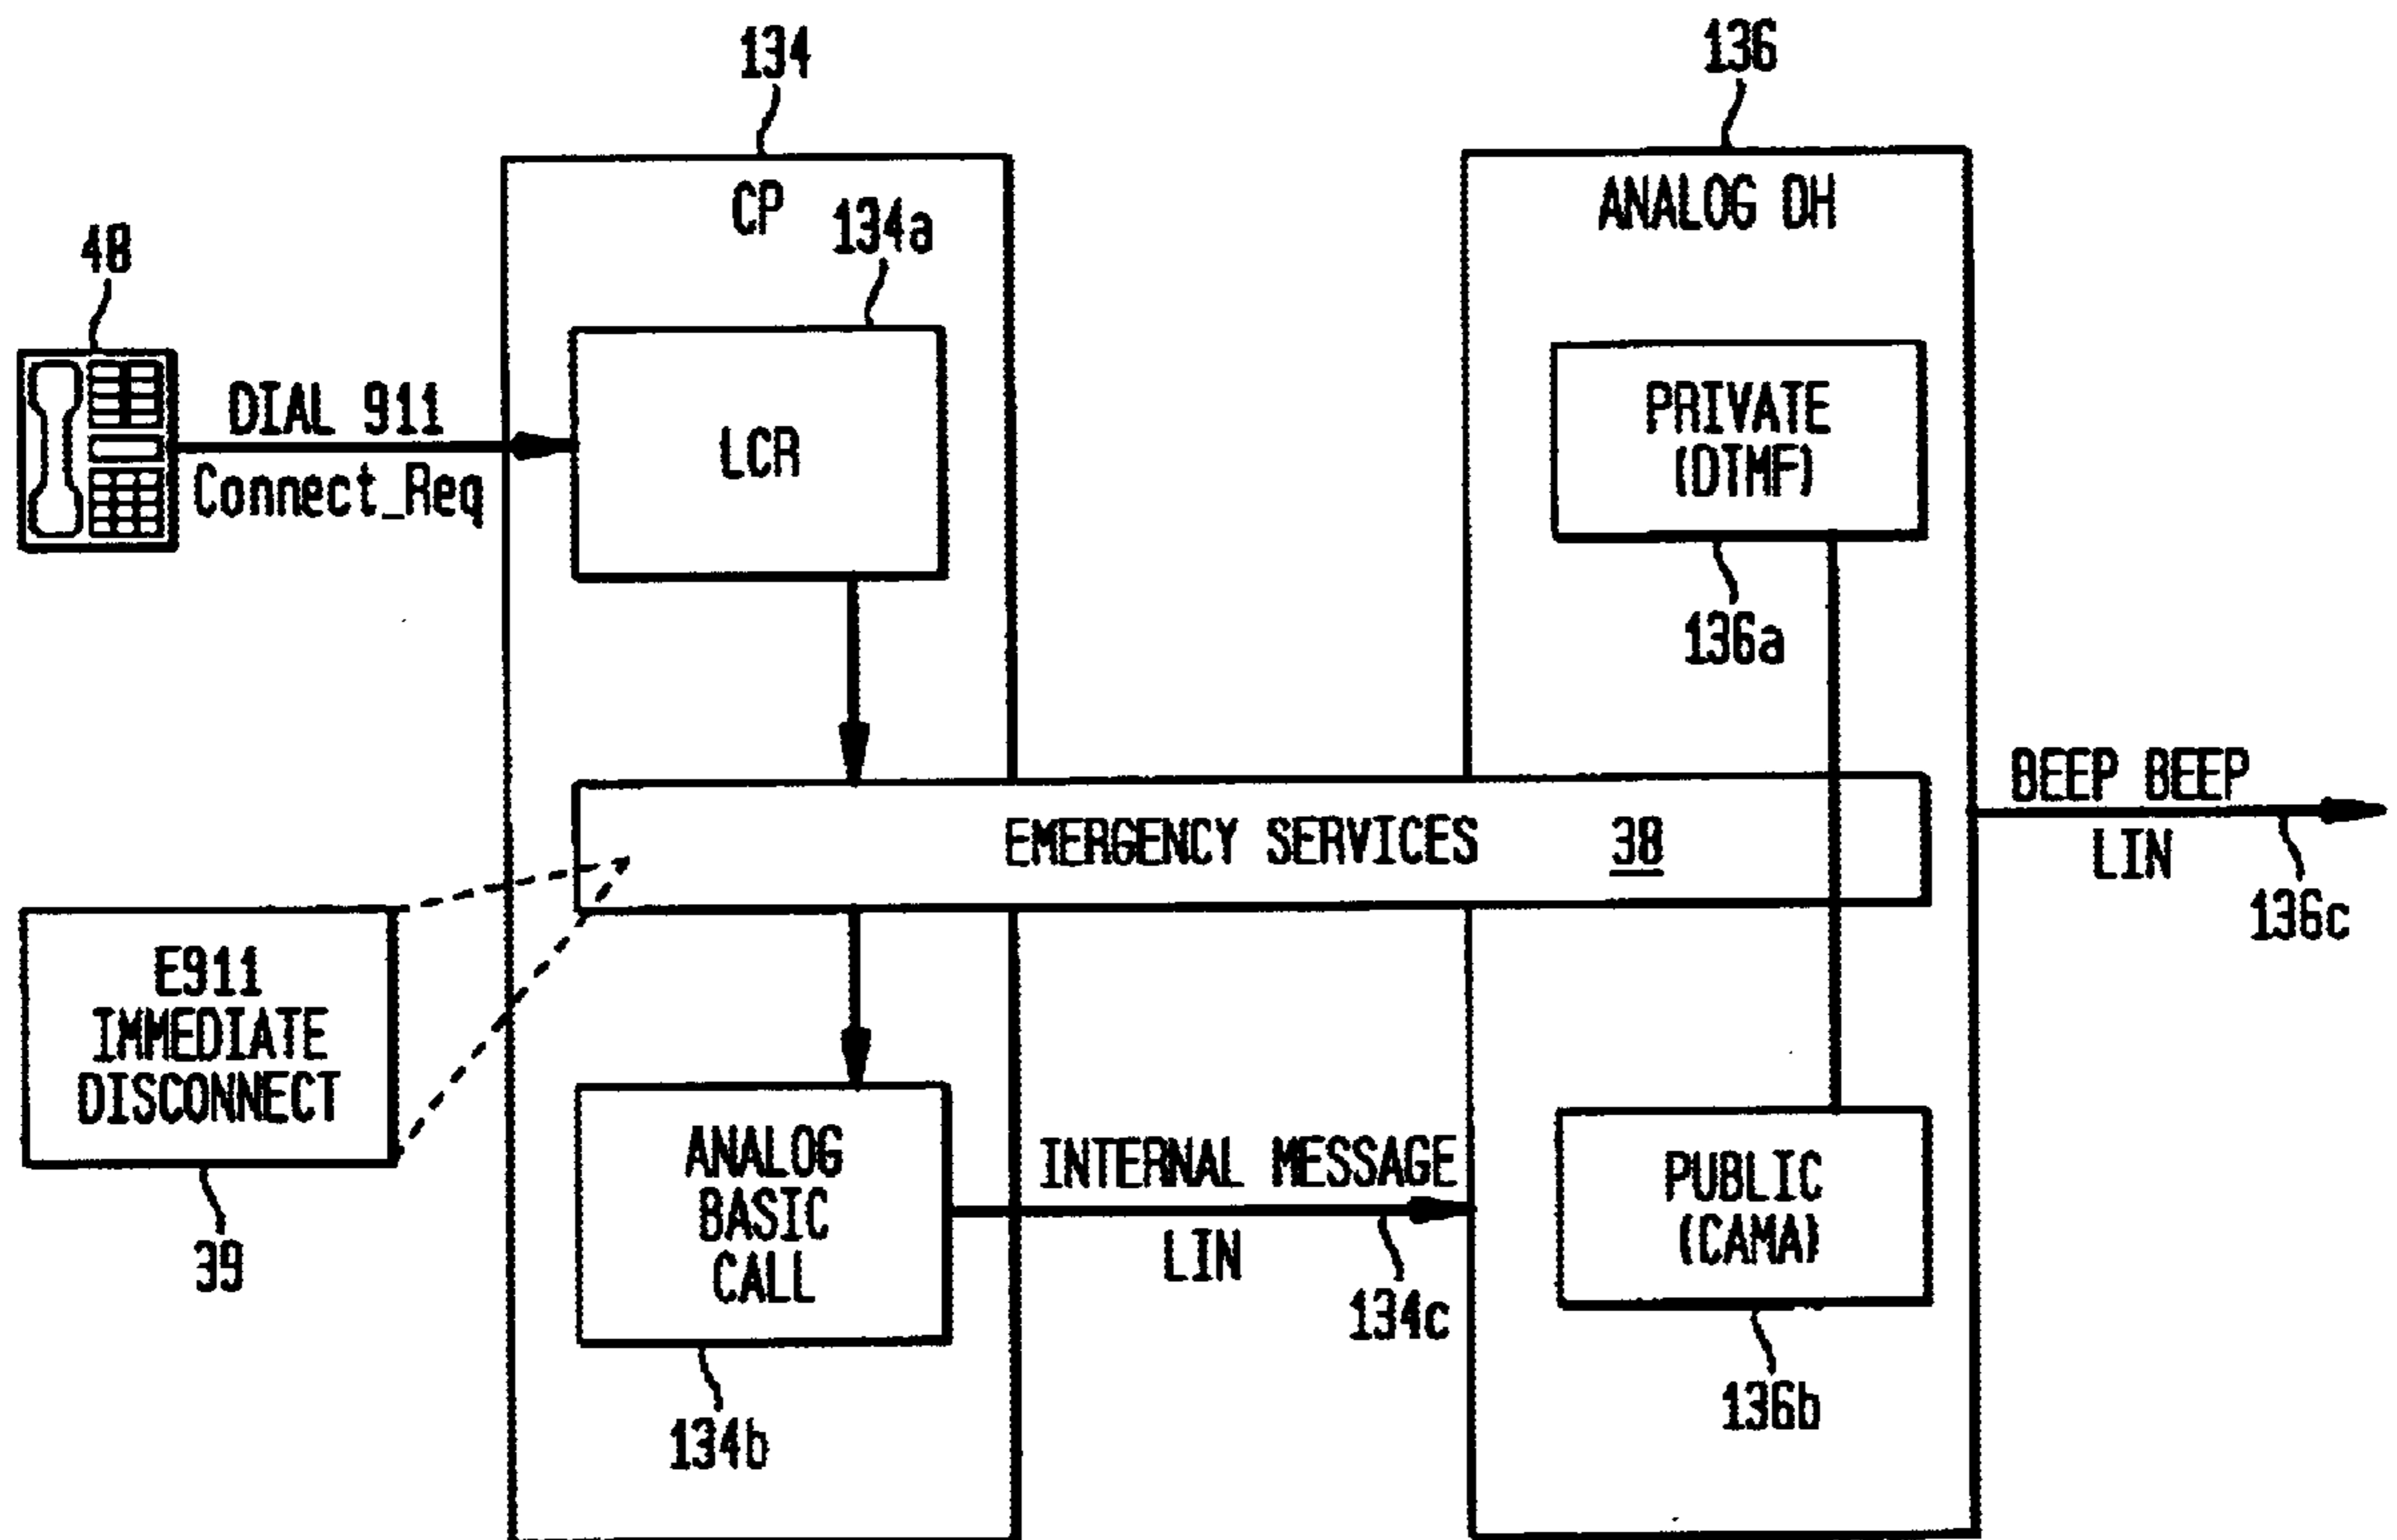 134
136
CP
ANALOG DH
134a
48
DIAL 911
Connect_Req
LCR
PRIVATE
(DTMF)
136a
EMERGENCY SERVICES 38
BEEP BEEP
LIN
136c
E911
IMMEDIATE
DISCONNECT
39
ANALOG
BASIC
CALL
134b
INTERNAL MESSAGE
LIN
134c
PUBLIC
(CAMA)
136b